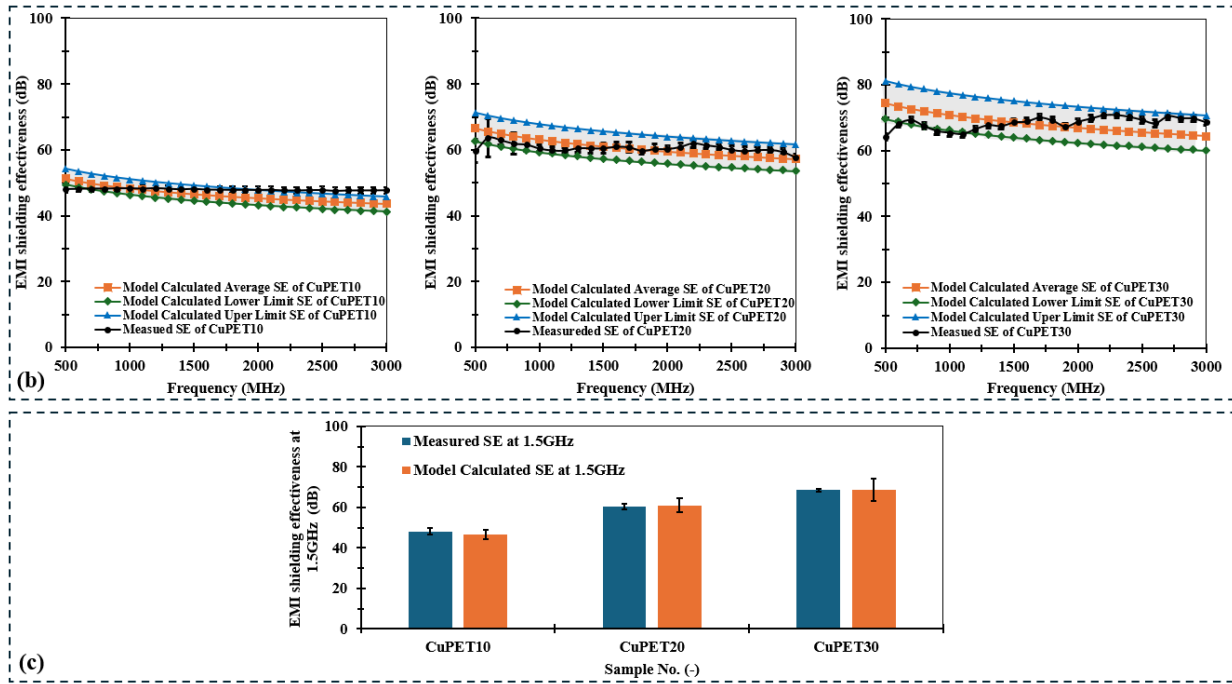 100
80
60
40
20
0
EMI shielding effectiveness (dB)
Model Calculated Average SE of CuPET10
Model Calculated Lower Limit SE of CuPET10
Model Calculated Uper Limit SE of CuPET10
Measued SE of CuPET10
500 1000 1500 2000 2500 3000
Frequency (MHz)
100
80
60
40
20
0
EMI shielding effectiveness (dB)
Model Calculated Average SE of CuPET20
Model Calculated Lower Limit SE of CuPET20
Model Calculated Uper Limit SE of CuPET20
Measureded SE of CuPET20
500 1000 1500 2000 2500 3000
Frequency (MHz)
100
80
60
40
20
0
EMI shielding effectiveness (dB)
Model Calculated Average SE of CuPET30
Model Calculated Lower Limit SE of CuPET30
Model Calculated Uper Limit SE of CuPET30
Measued SE of CuPET30
500 1000 1500 2000 2500 3000
Frequency (MHz)
(b)
100
80
60
40
20
0
EMI shielding effectiveness at
1.5GHz (dB)
Measured SE at 1.5GHz
Model Calculated SE at 1.5GHz
CuPET10 CuPET20 CuPET30
Sample No. (-)
(c)